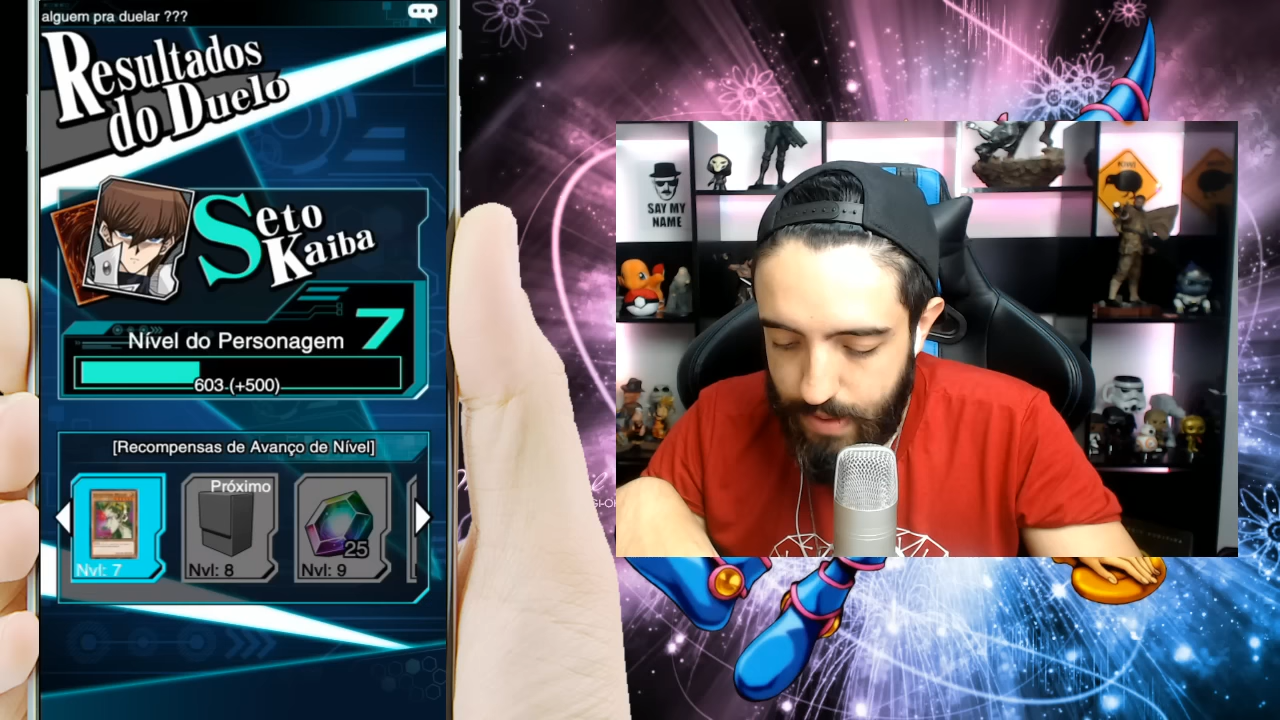 alguem pra duelar ???
Resultados
do Duelo
Seto
Kaiba
Nível do Personagem 7
603 (+500)
[Recompensas de Avanço de Nível]
Próximo
25
Nvl: 7
Nvl: 8
Nvl: 9
SAY MY
NAME